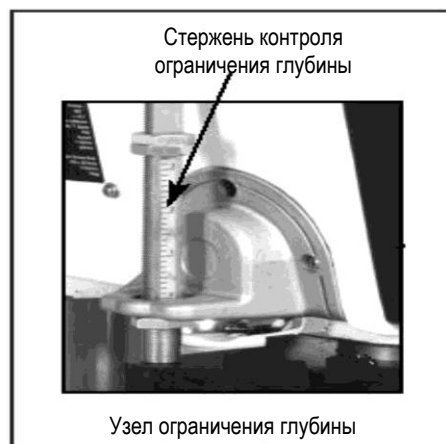 Стержень контроля
ограничения глубины
Узел ограничения глубины